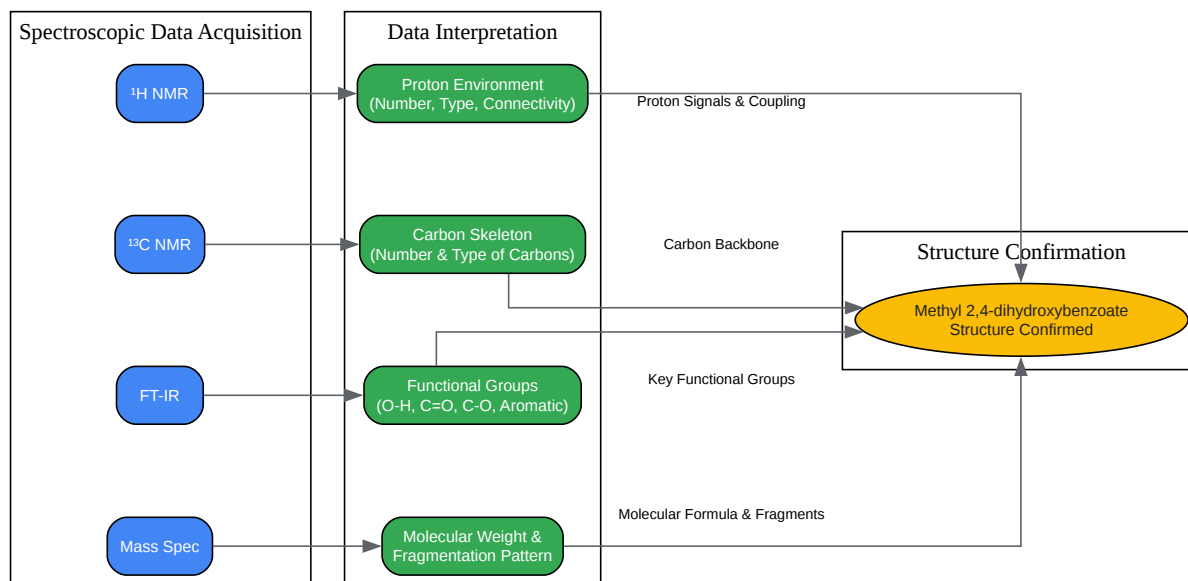 Spectroscopic Data Acquisition
Data Interpretation
¹H NMR
Proton Environment
(Number, Type, Connectivity)
Proton Signals & Coupling
¹³C NMR
Carbon Skeleton
(Number & Type of Carbons)
Carbon Backbone
Structure Confirmation
Methyl 2,4-dihydroxybenzoate
Structure Confirmed
FT-IR
Functional Groups
(O-H, C=O, C-O, Aromatic)
Key Functional Groups
Mass Spec
Molecular Weight &
Fragmentation Pattern
Molecular Formula & Fragments